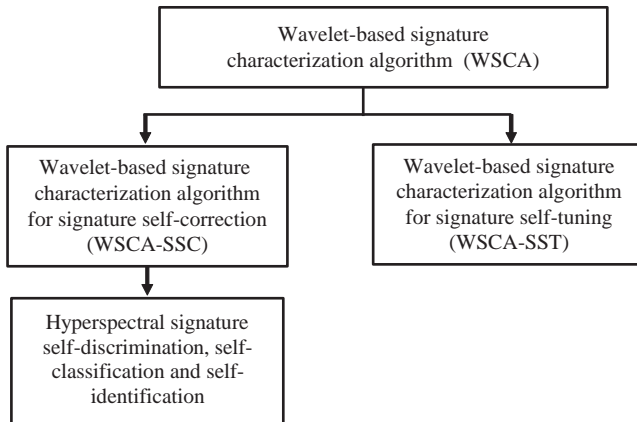 Wavelet-based signature
characterization algorithm (WSCA)
Wavelet-based signature
characterization algorithm
for signature self-correction
(WSCA-SSC)
Wavelet-based signature
characterization algorithm
for signature self-tuning
(WSCA-SST)
Hyperspectral signature
self-discrimination, self-
classification and self-
identification